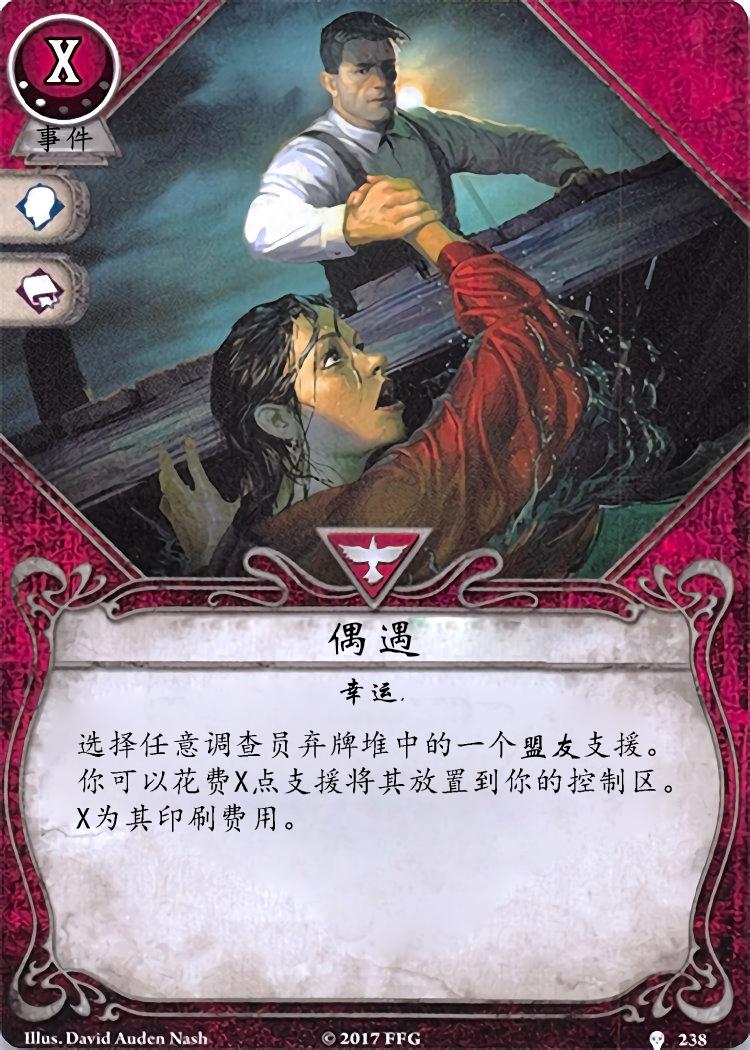 X
事件
偶遇
幸运.
选择任意调查员弃牌堆中的一个盟友支援。
你可以花费X点支援将其放置到你的控制区。
X为其印刷费用。
Illus. David Auden Nash © 2017 FFG 238